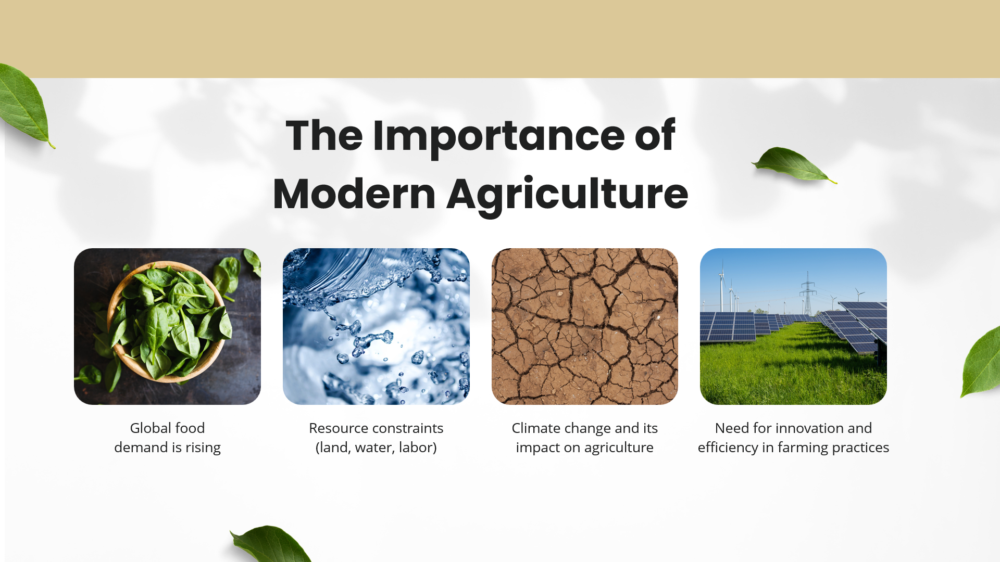 The Importance of
Modern Agriculture
Global food
demand is rising
Resource constraints
(land, water, labor)
Climate change and its
impact on agriculture
Need for innovation and
efficiency in farming practices